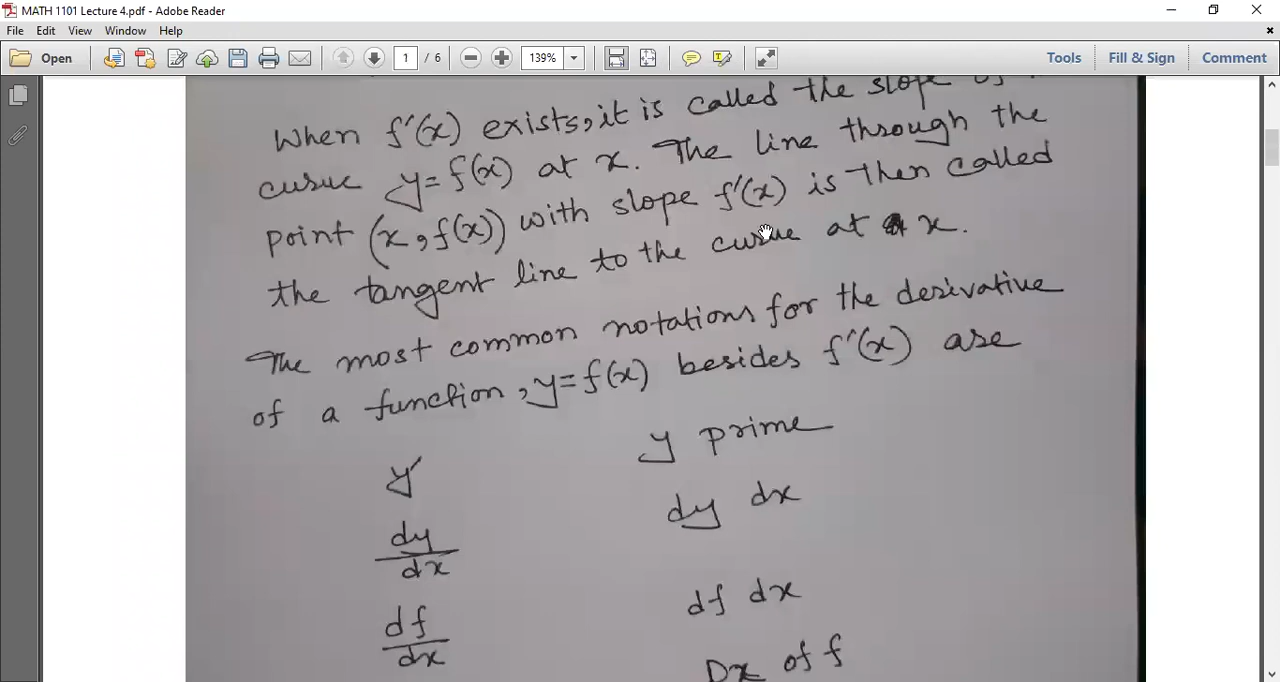 MATH 1101 Lecture 4.pdf - Adobe Reader
File Edit View Window Help
Open 1 / 6 139% Tools Fill & Sign Comment
When f'(x) exists, it is called the slope of
curve y=f(x) at x. The line through the
point (x, f(x)) with slope f'(x) is then called
the tangent line to the curve at x.
The most common notations for the derivative
of a function, y=f(x) besides f'(x) are
y' y prime
dy/dx dy dx
df/dx df dx
Dx of f